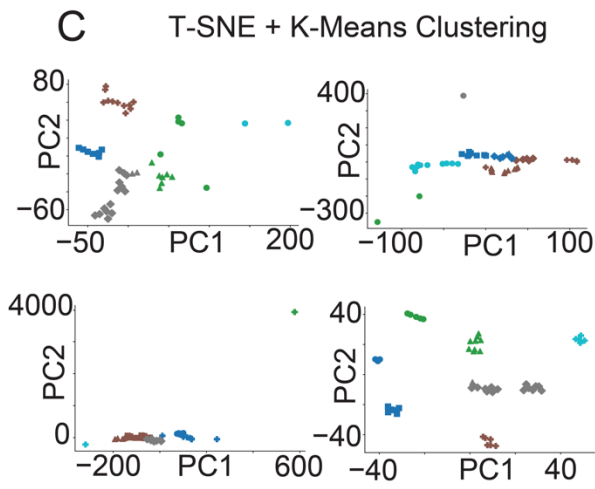 C T-SNE + K-Means Clustering
80
PC2
−60
−50 PC1 200
400
PC2
−300
−100 PC1 100
4000
PC2
0
−200 PC1 600
40
PC2
−40
−40 PC1 40